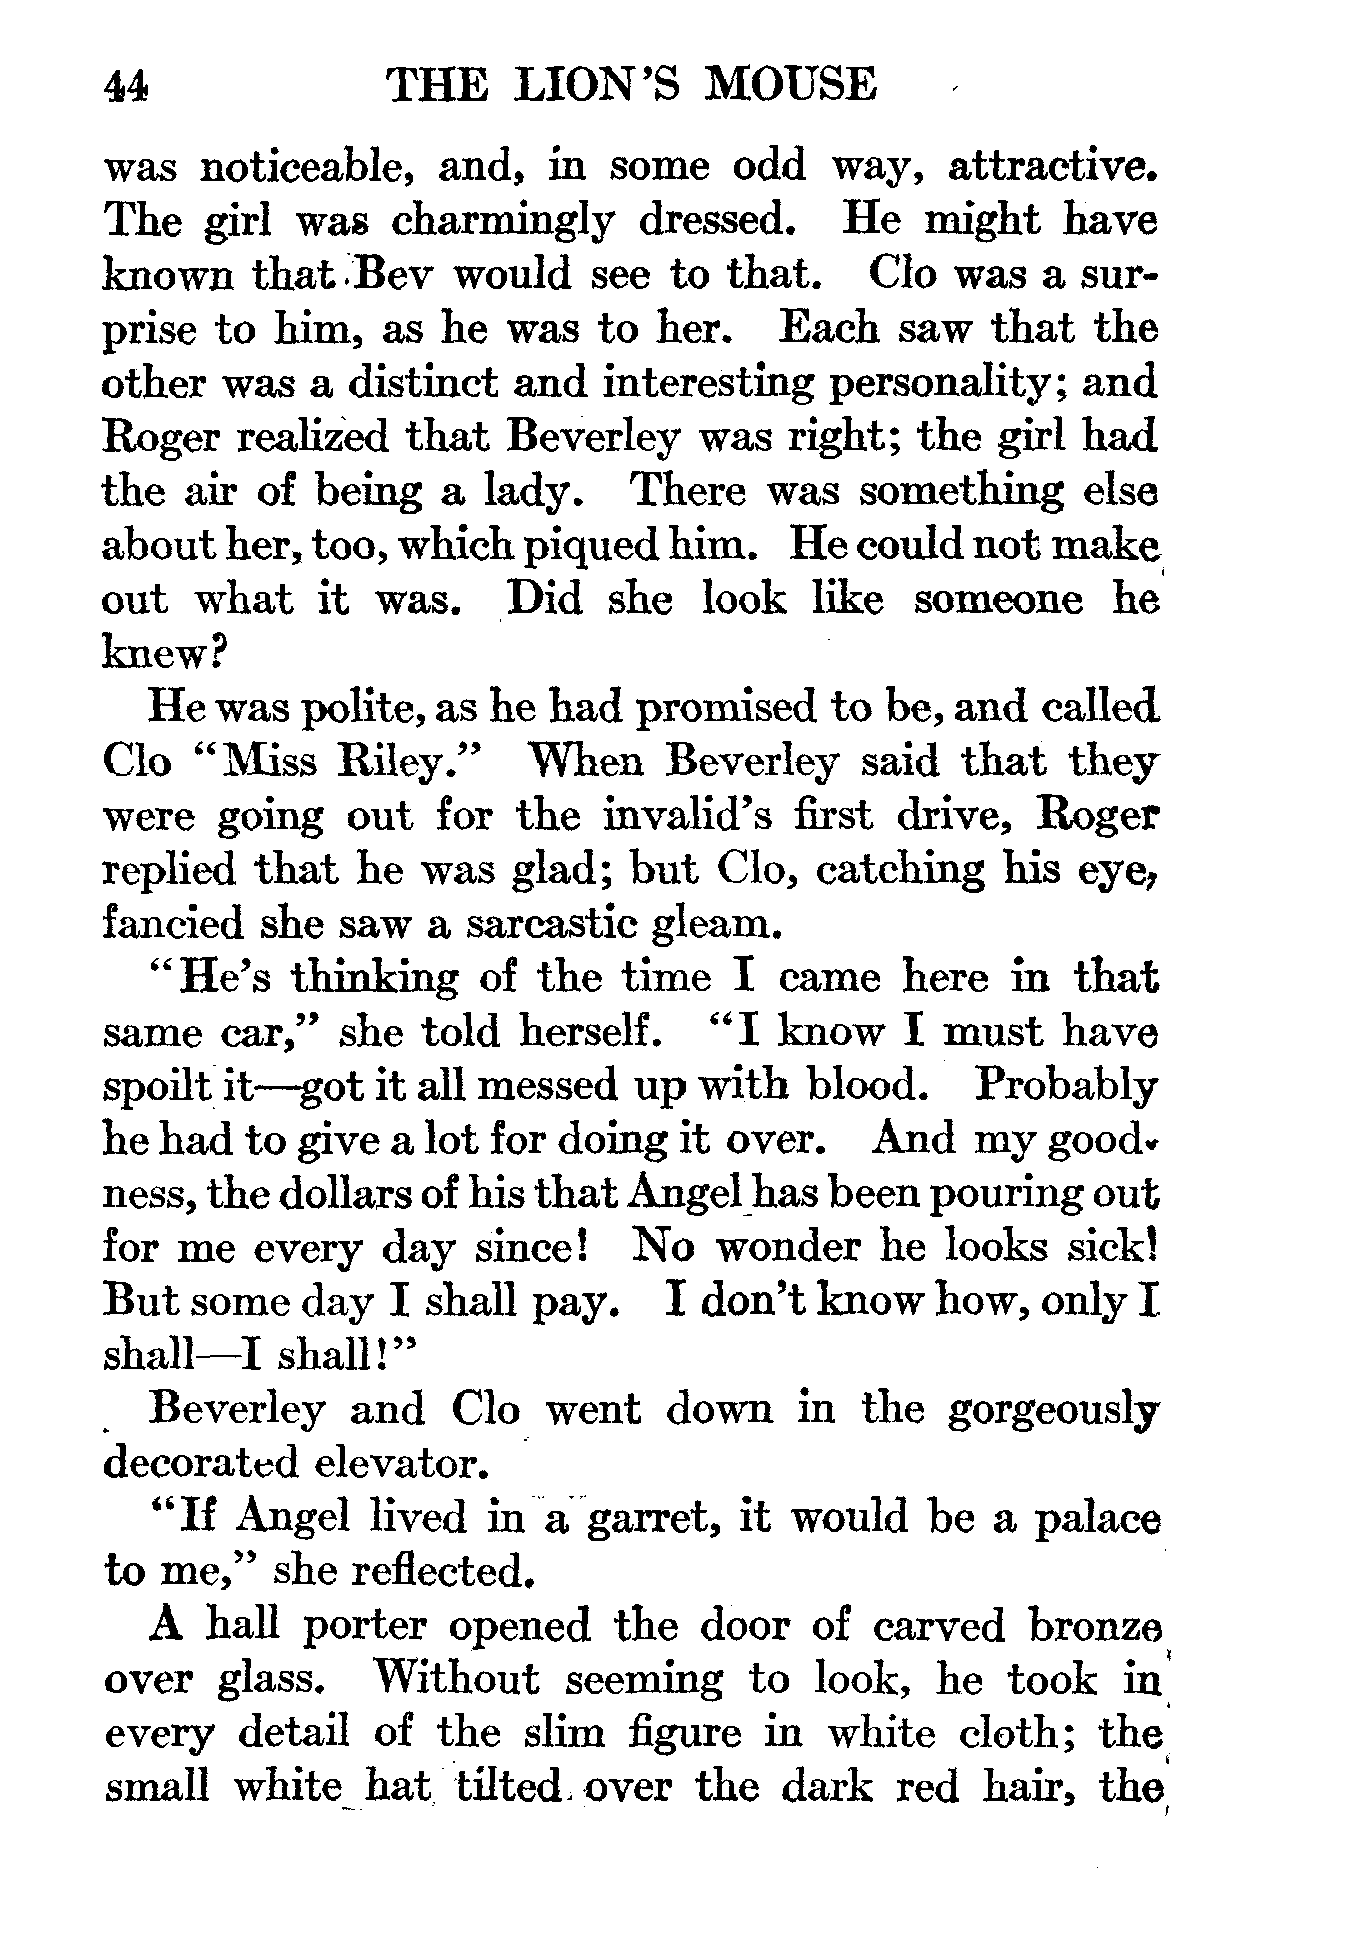 44 THE LION'S MOUSE
was noticeable, and, in some odd way, attractive.
The girl was charmingly dressed. He might have
known that Bev would see to that. Clo was a sur-
prise to him, as he was to her. Each saw that the
other was a distinct and interesting personality; and
Roger realized that Beverley was right; the girl had
the air of being a lady. There was something else
about her, too, which piqued him. He could not make
out what it was. Did she look like someone he
knew?
He was polite, as he had promised to be, and called
Clo "Miss Riley." When Beverley said that they
were going out for the invalid's first drive, Roger
replied that he was glad; but Clo, catching his eye,
fancied she saw a sarcastic gleam.
"He's thinking of the time I came here in that
same car," she told herself. "I know I must have
spoilt it—got it all messed up with blood. Probably
he had to give a lot for doing it over. And my good-
ness, the dollars of his that Angel has been pouring out
for me every day since! No wonder he looks sick!
But some day I shall pay. I don't know how, only I
shall—I shall!"
Beverley and Clo went down in the gorgeously
decorated elevator.
"If Angel lived in a garret, it would be a palace
to me," she reflected.
A hall porter opened the door of carved bronze
over glass. Without seeming to look, he took in
every detail of the slim figure in white cloth; the
small white hat tilted over the dark red hair, the